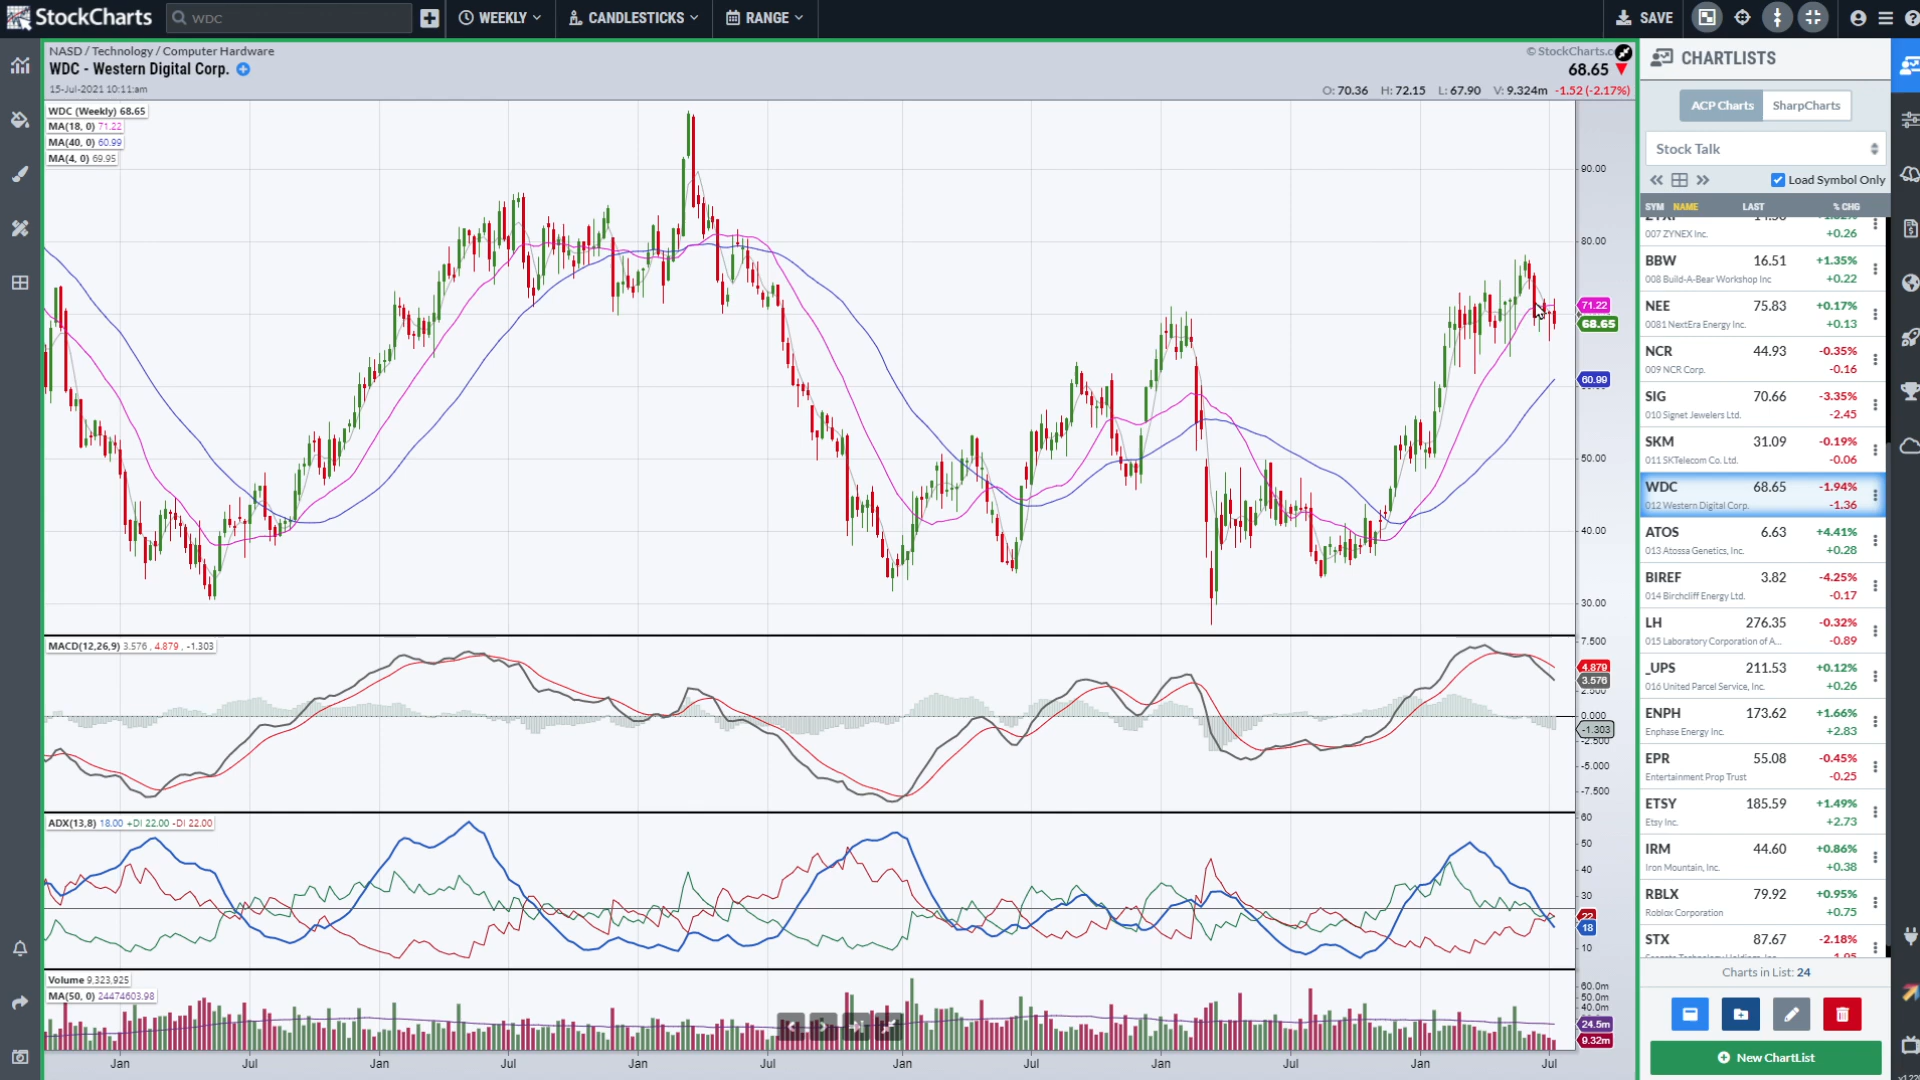 StockCharts WDC WEEKLY CANDLESTICKS RANGE SAVE
NASD / Technology / Computer Hardware
WDC - Western Digital Corp.
15-Jul-2021 10:11am
© StockCharts.c
68.65
O: 70.36 H: 72.15 L: 67.90 V: 9.324m -1.52 (-2.17%)
WDC (Weekly) 68.65
MA(18, 0) 71.22
MA(40, 0) 60.99
MA(4, 0) 69.95
90.00
80.00
71.22
68.65
60.99
50.00
40.00
30.00
MACD(12,26,9) 3.576 , 4.879 , -1.303
7.500
4.879
3.576
2.500
0.000
-1.303
-2.500
-5.000
-7.500
ADX(13,8) 18.00 +DI 22.00 -DI 22.00
60
50
40
30
22
18
10
Volume 9,323,925
MA(50, 0) 24474603.98
60.0m
50.0m
40.0m
24.5m
9.32m
Jan Jul Jan Jul Jan Jul Jan Jul Jan Jul Jan Jul
CHARTLISTS
ACP Charts SharpCharts
Stock Talk
Load Symbol Only
SYM NAME LAST % CHG
007 ZYNEX Inc. +0.26
BBW 16.51 +1.35%
008 Build-A-Bear Workshop Inc +0.22
NEE 75.83 +0.17%
0081 NextEra Energy Inc. +0.13
NCR 44.93 -0.35%
009 NCR Corp. -0.16
SIG 70.66 -3.35%
010 Signet Jewelers Ltd. -2.45
SKM 31.09 -0.19%
011 SKTelecom Co. Ltd. -0.06
WDC 68.65 -1.94%
012 Western Digital Corp. -1.36
ATOS 6.63 +4.41%
013 Atossa Genetics, Inc. +0.28
BIREF 3.82 -4.25%
014 Birchcliff Energy Ltd. -0.17
LH 276.35 -0.32%
015 Laboratory Corporation of A... -0.89
_UPS 211.53 +0.12%
016 United Parcel Service, Inc. +0.26
ENPH 173.62 +1.66%
Enphase Energy Inc. +2.83
EPR 55.08 -0.45%
Entertainment Prop Trust -0.25
ETSY 185.59 +1.49%
Etsy Inc. +2.73
IRM 44.60 +0.86%
Iron Mountain, Inc. +0.38
RBLX 79.92 +0.95%
Roblox Corporation +0.75
STX 87.67 -2.18%
Charts in List: 24
New ChartList